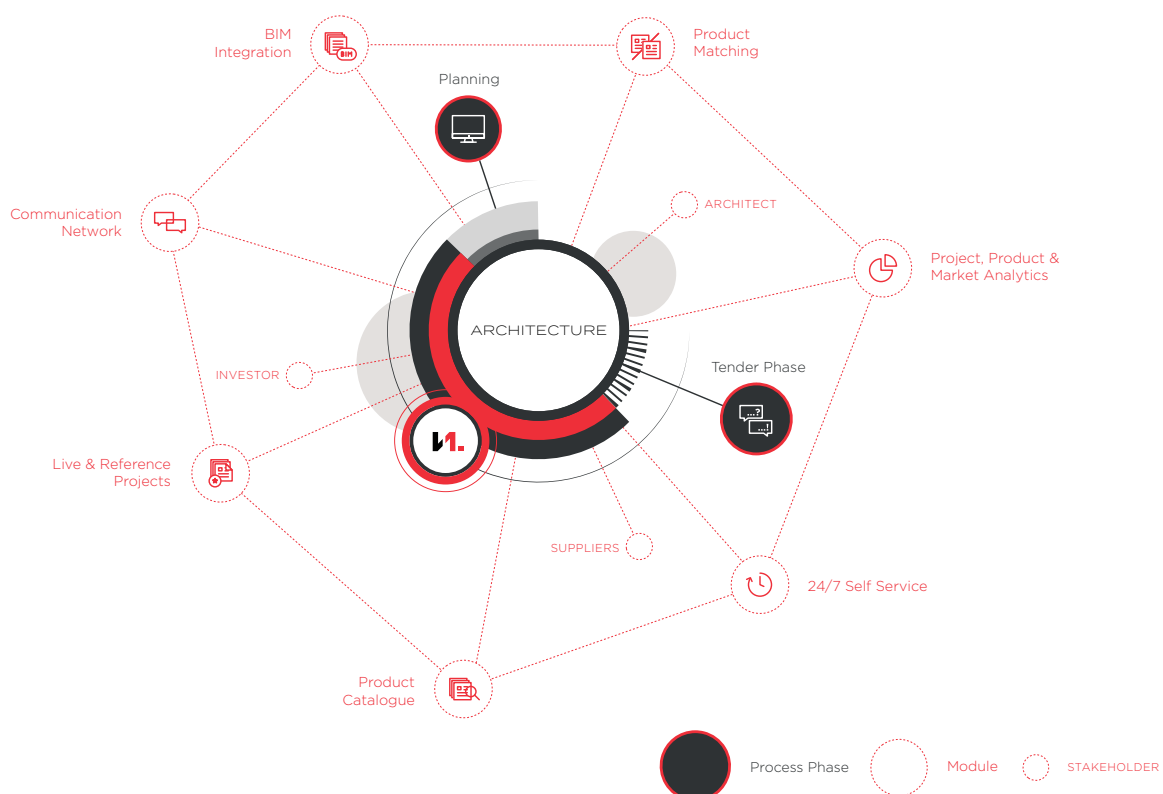 BIM
Integration
BIM
Product
Matching
Planning
Communication
Network
ARCHITECT
Project, Product &
Market Analytics
ARCHITECTURE
INVESTOR
Tender Phase
...?
...!
Live & Reference
Projects
SUPPLIERS
24/7 Self Service
Product
Catalogue
Process Phase
Module
STAKEHOLDER